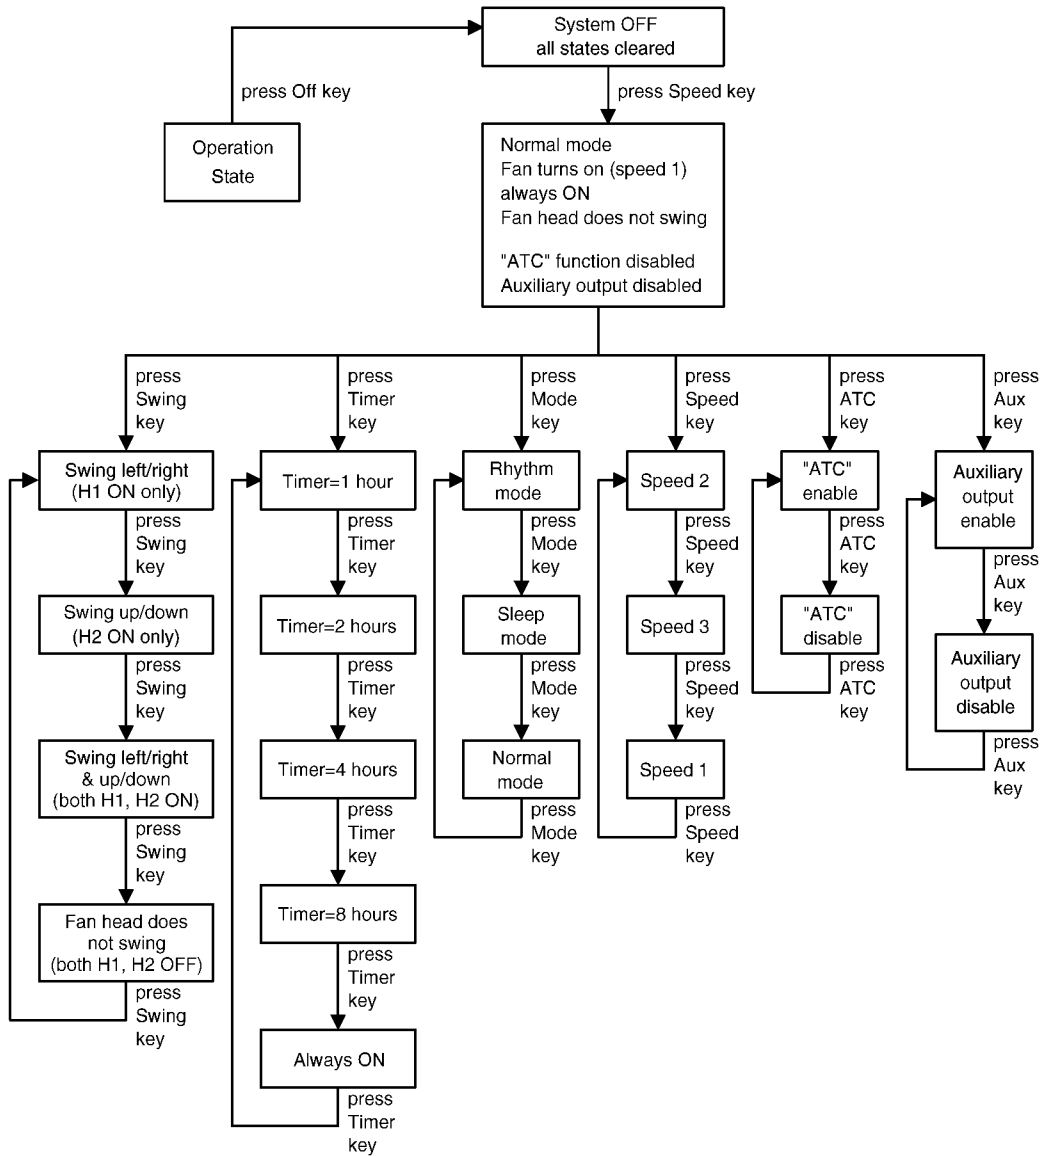 System OFF
all states cleared
press Off key
press Speed key
Operation
State
Normal mode
Fan turns on (speed 1)
always ON
Fan head does not swing
"ATC" function disabled
Auxiliary output disabled
press
Swing
key
press
Timer
key
press
Mode
key
press
Speed
key
press
ATC
key
press
Aux
key
Swing left/right
(H1 ON only)
press
Swing
key
Swing up/down
(H2 ON only)
press
Swing
key
Swing left/right
& up/down
(both H1, H2 ON)
press
Swing
key
Fan head does
not swing
(both H1, H2 OFF)
press
Swing
key
Timer=1 hour
press
Timer
key
Timer=2 hours
press
Timer
key
Timer=4 hours
press
Timer
key
Timer=8 hours
press
Timer
key
Always ON
press
Timer
key
Rhythm
mode
press
Mode
key
Sleep
mode
press
Mode
key
Normal
mode
press
Mode
key
Speed 2
press
Speed
key
Speed 3
press
Speed
key
Speed 1
press
Speed
key
"ATC"
enable
press
ATC
key
"ATC"
disable
press
ATC
key
Auxiliary
output
enable
press
Aux
key
Auxiliary
output
disable
press
Aux
key